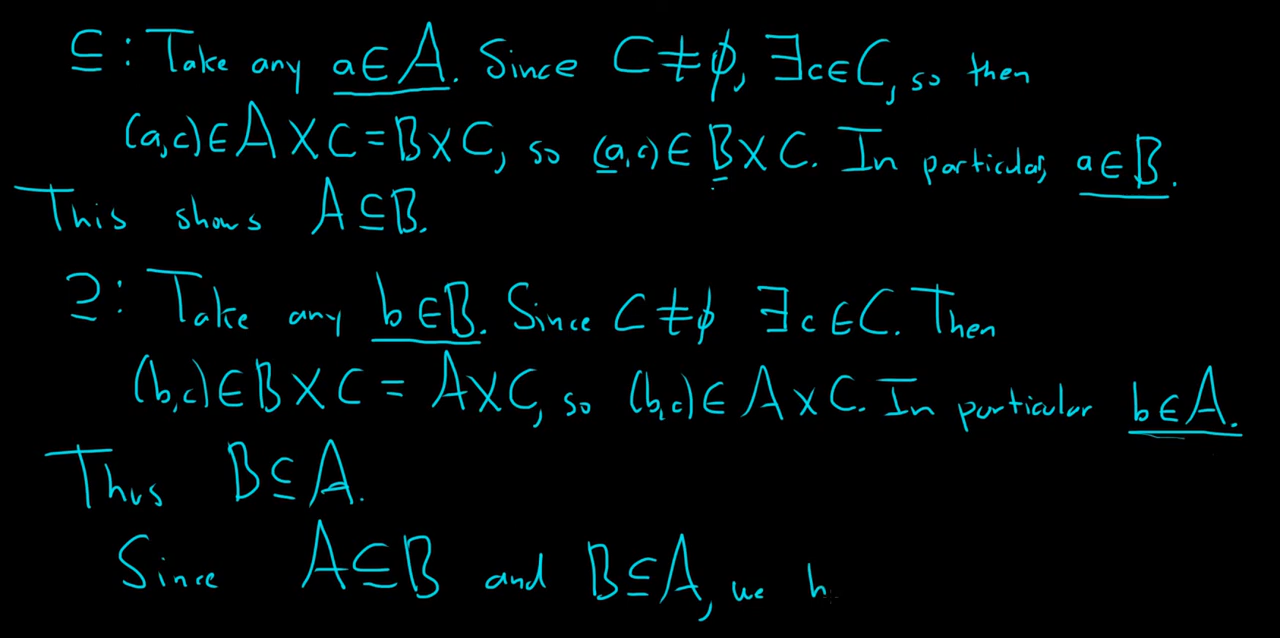 ⊆: Take any a∈A. Since C≠ϕ, ∃c∈C, so then
(a,c)∈A×C=B×C, so (a,c)∈B×C. In particular, a∈B.
This shows A⊆B.
⊇: Take any b∈B. Since C≠ϕ ∃c∈C. Then
(b,c)∈B×C = A×C, so (b,c)∈A×C. In particular b∈A.
Thus B⊆A.
Since A⊆B and B⊆A, we h